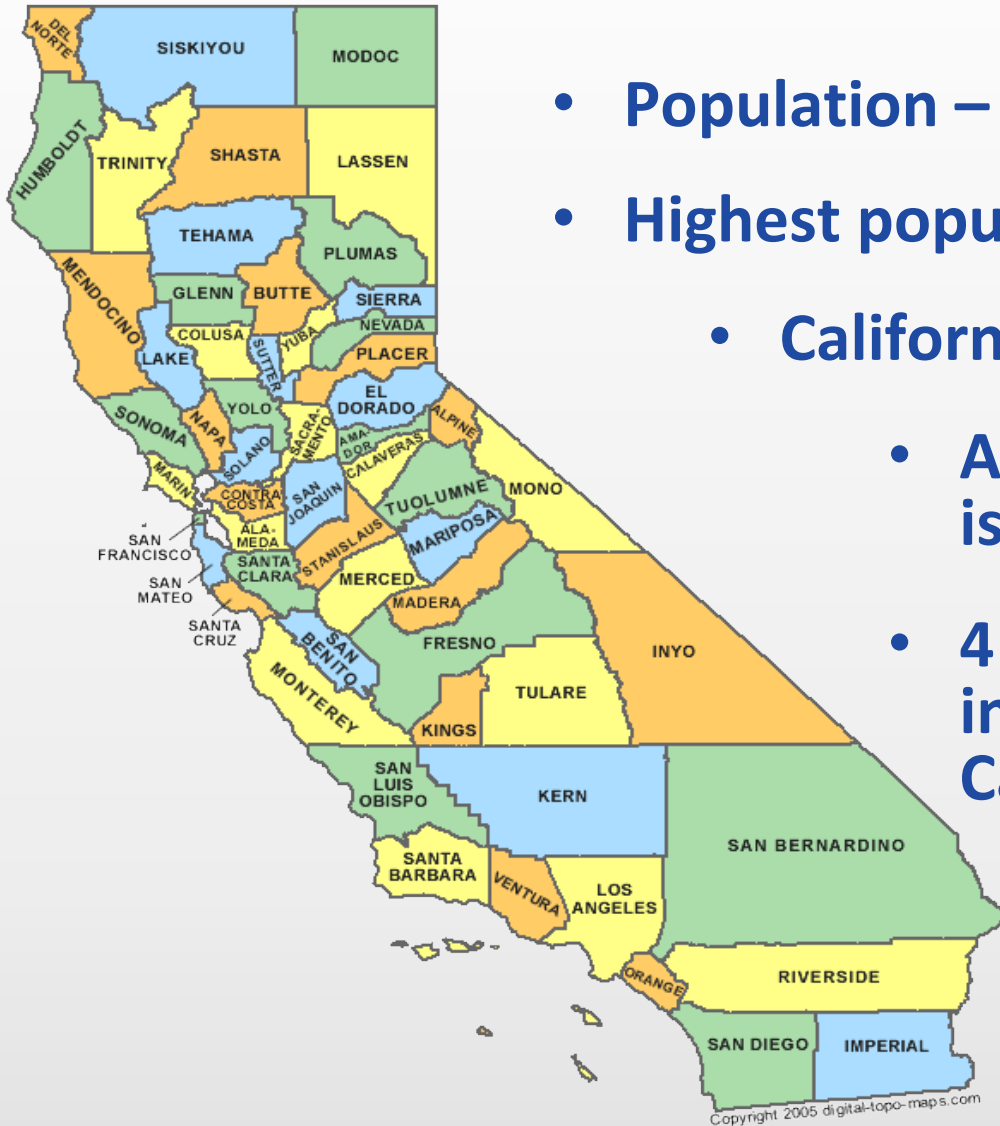 DEL
NORTE
SISKIYOU
MODOC
HUMBOLDT
TRINITY
SHASTA
LASSEN
TEHAMA
PLUMAS
MENDOCINO
GLENN
BUTTE
SIERRA
NEVADA
COLUSA
YUBA
PLACER
LAKE
SUTTER
EL
DORADO
ALPINE
SONOMA
NAPA
YOLO
SACRA-
MENTO
AMA-
DOR
CALAVERAS
SOLANO
MARIN
CONTRA
COSTA
SAN
JOAQUIN
TUOLUMNE
MONO
SAN
FRANCISCO
ALA-
MEDA
STANISLAUS
MARIPOSA
SAN
MATEO
SANTA
CLARA
MERCED
MADERA
SANTA
CRUZ
SAN
BENITO
FRESNO
INYO
MONTEREY
KINGS
TULARE
SAN
LUIS
OBISPO
KERN
SAN BERNARDINO
SANTA
BARBARA
VENTURA
LOS
ANGELES
ORANGE
RIVERSIDE
SAN DIEGO
IMPERIAL
Copyright 2005 digital-topo-maps.com
• Population –
• Highest popu
• Californ
• A
is
• 4
in
Ca